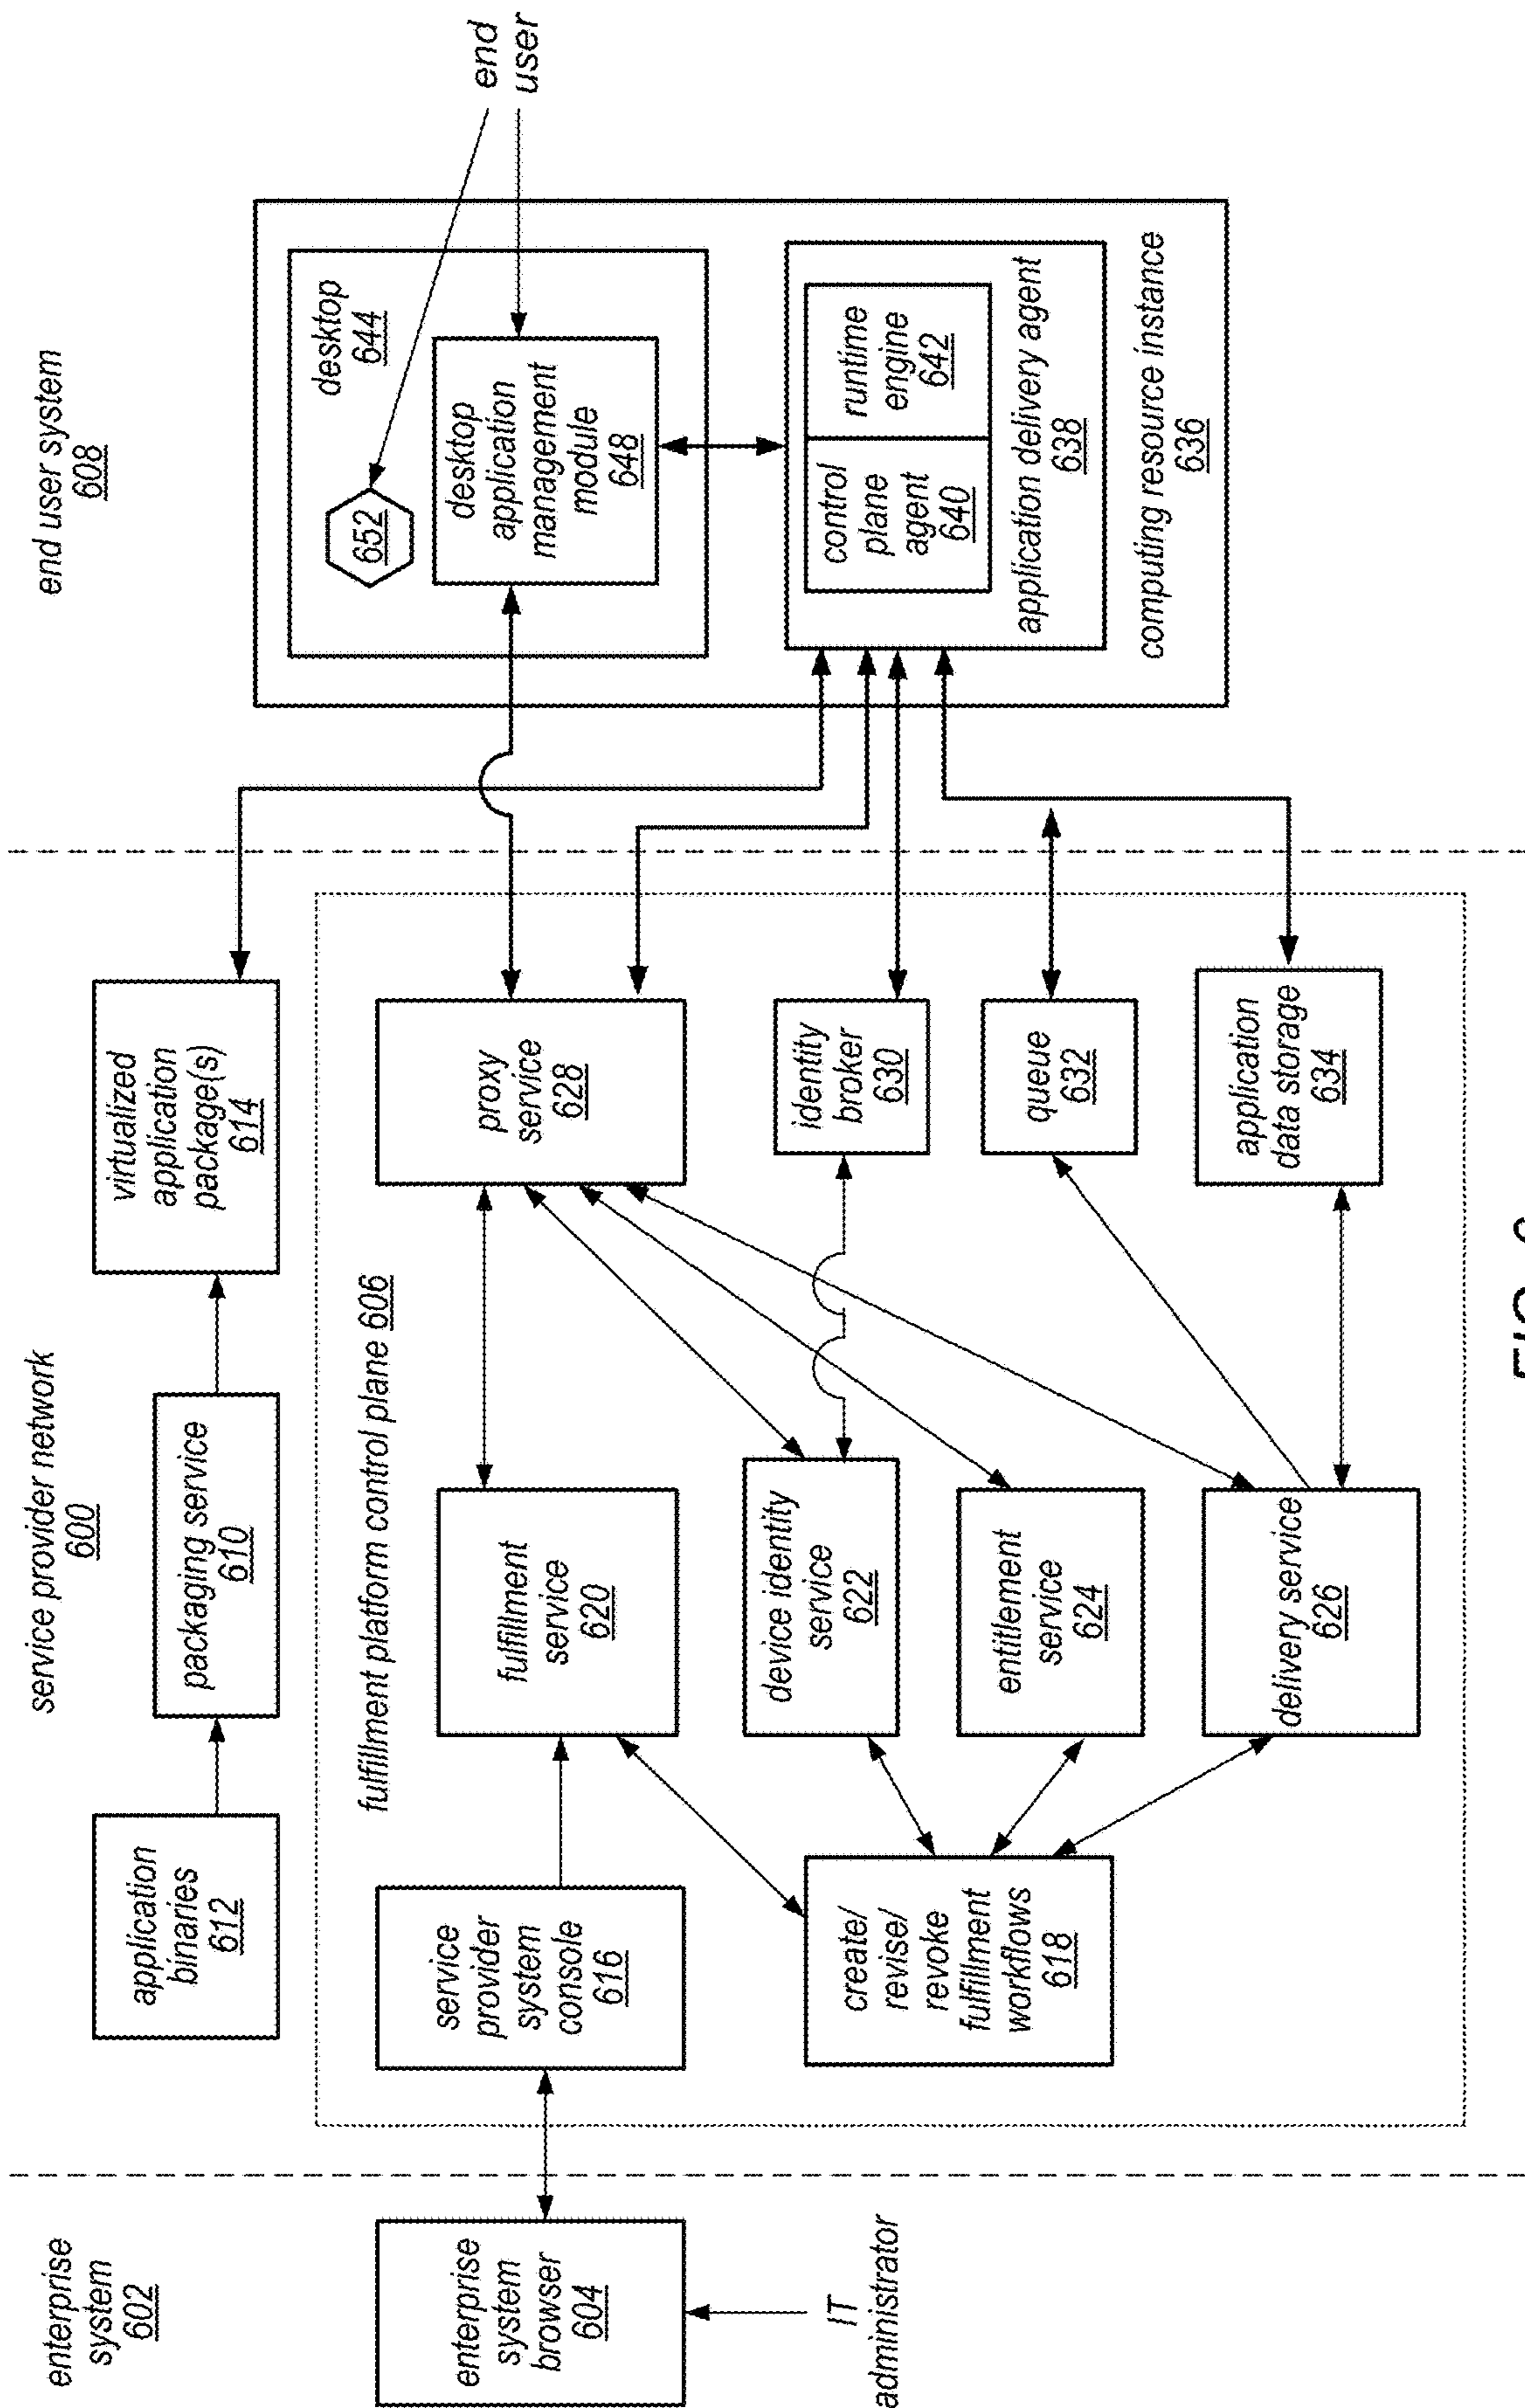 enterprise
system
602
service provider network
600
end user system
608
application
binaries
612
packaging service
610
virtualized
application
package(s)
614
fulfillment platform control plane 606
enterprise
system
browser
604
IT
administrator
service
provider
system
console
616
create/
revise/
revoke
fulfillment
workflows
618
fulfillment
service
620
device identity
service
622
entitlement
service
624
delivery service
626
proxy
service
628
identity
broker
630
queue
632
application
data storage
634
desktop
644
652
desktop
application
management
module
648
control
plane
agent
640
runtime
engine
642
application delivery agent
638
computing resource instance
636
end
user